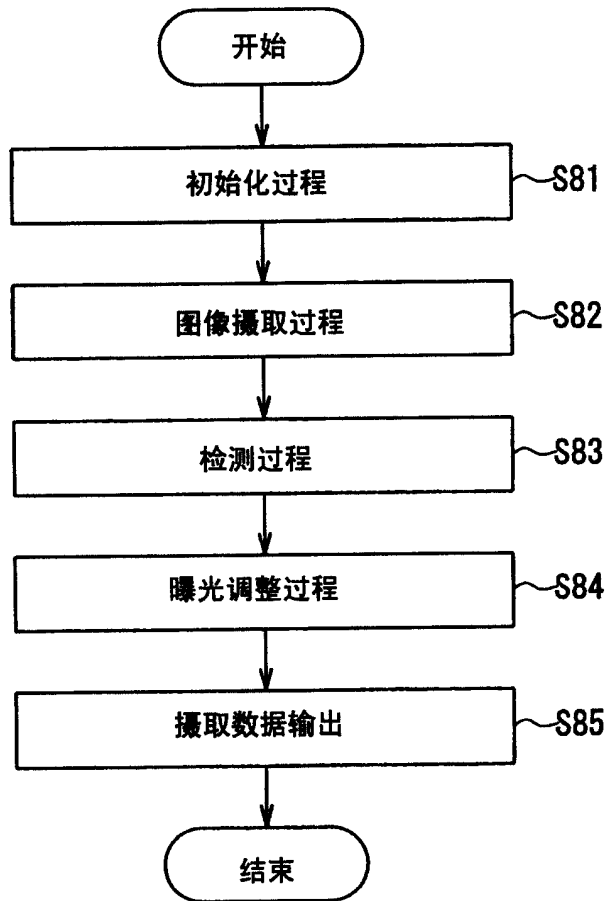 开始
初始化过程 S81
图像摄取过程 S82
检测过程 S83
曝光调整过程 S84
摄取数据输出 S85
结束